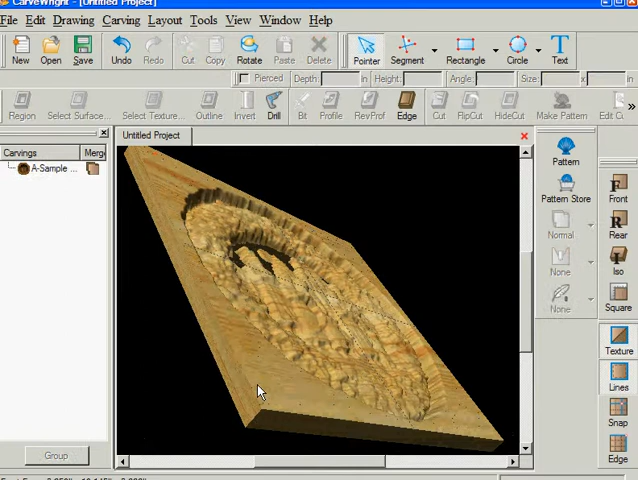 CarveWright - [Untitled Project]
File Edit Drawing Carving Layout Tools View Window Help
New Open Save Undo Redo Cut Copy Rotate Paste Delete Pointer Segment Rectangle Circle Text
Pierced Depth: in Height: in Angle: Size: in x in
Region Select Surface... Select Texture... Outline Invert Drill Bit Profile RevProf Edge Cut FlipCut HideCut Make Pattern Edit Cu »
Untitled Project
Carvings Merg
A-Sample ...
Pattern
Pattern Store
Normal
None
None
Front
Rear
Iso
Square
Texture
Lines
Snap
Edge
Group